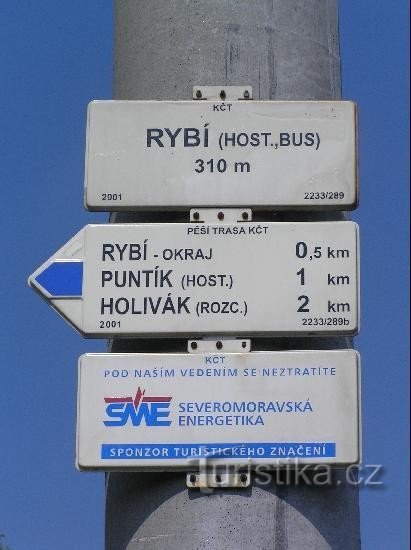 KČT
RYBÍ (HOST.,BUS)
310 m
2001 2233/289
PĚŠÍ TRASA KČT
RYBÍ - OKRAJ 0,5 km
PUNTÍK (HOST.) 1 km
HOLIVÁK (ROZC.) 2 km
2001 2233/289b
KČT
POD NAŠÍM VEDENÍM SE NEZTRATÍTE
SME SEVEROMORAVSKÁ
ENERGETIKA
SPONZOR TURISTICKÉHO ZNAČENÍ
Turistika.cz